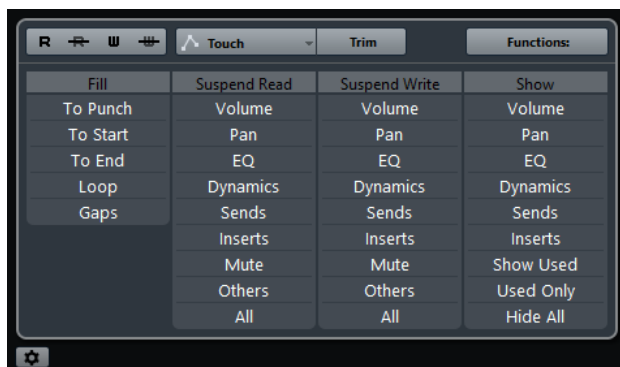 R R W W Touch Trim Functions:
Fill Suspend Read Suspend Write Show
To Punch Volume Volume Volume
To Start Pan Pan Pan
To End EQ EQ EQ
Loop Dynamics Dynamics Dynamics
Gaps Sends Sends Sends
Inserts Inserts Inserts
Mute Mute Show Used
Others Others Used Only
All All Hide All